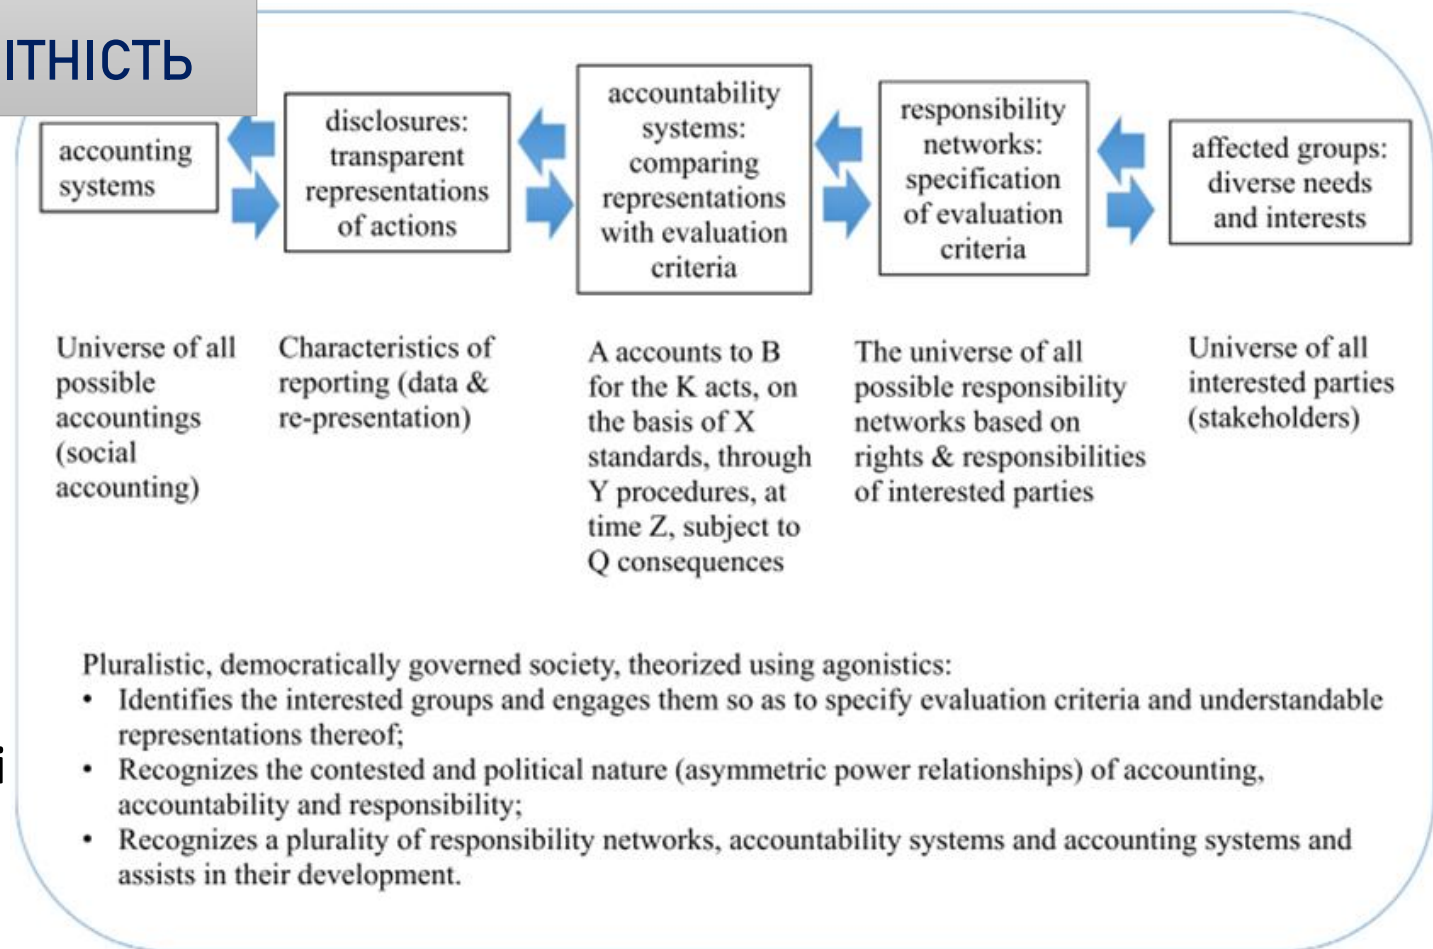 ІТНІСТЬ
accounting
systems
disclosures:
transparent
representations
of actions
accountability
systems:
comparing
representations
with evaluation
criteria
responsibility
networks:
specification
of evaluation
criteria
affected groups:
diverse needs
and interests
Universe of all
possible
accountings
(social
accounting)
Characteristics of
reporting (data &
re-presentation)
A accounts to B
for the K acts, on
the basis of X
standards, through
Y procedures, at
time Z, subject to
Q consequences
The universe of all
possible responsibility
networks based on
rights & responsibilities
of interested parties
Universe of all
interested parties
(stakeholders)
Pluralistic, democratically governed society, theorized using agonistics:
• Identifies the interested groups and engages them so as to specify evaluation criteria and understandable
representations thereof;
• Recognizes the contested and political nature (asymmetric power relationships) of accounting,
accountability and responsibility;
• Recognizes a plurality of responsibility networks, accountability systems and accounting systems and
assists in their development.
і